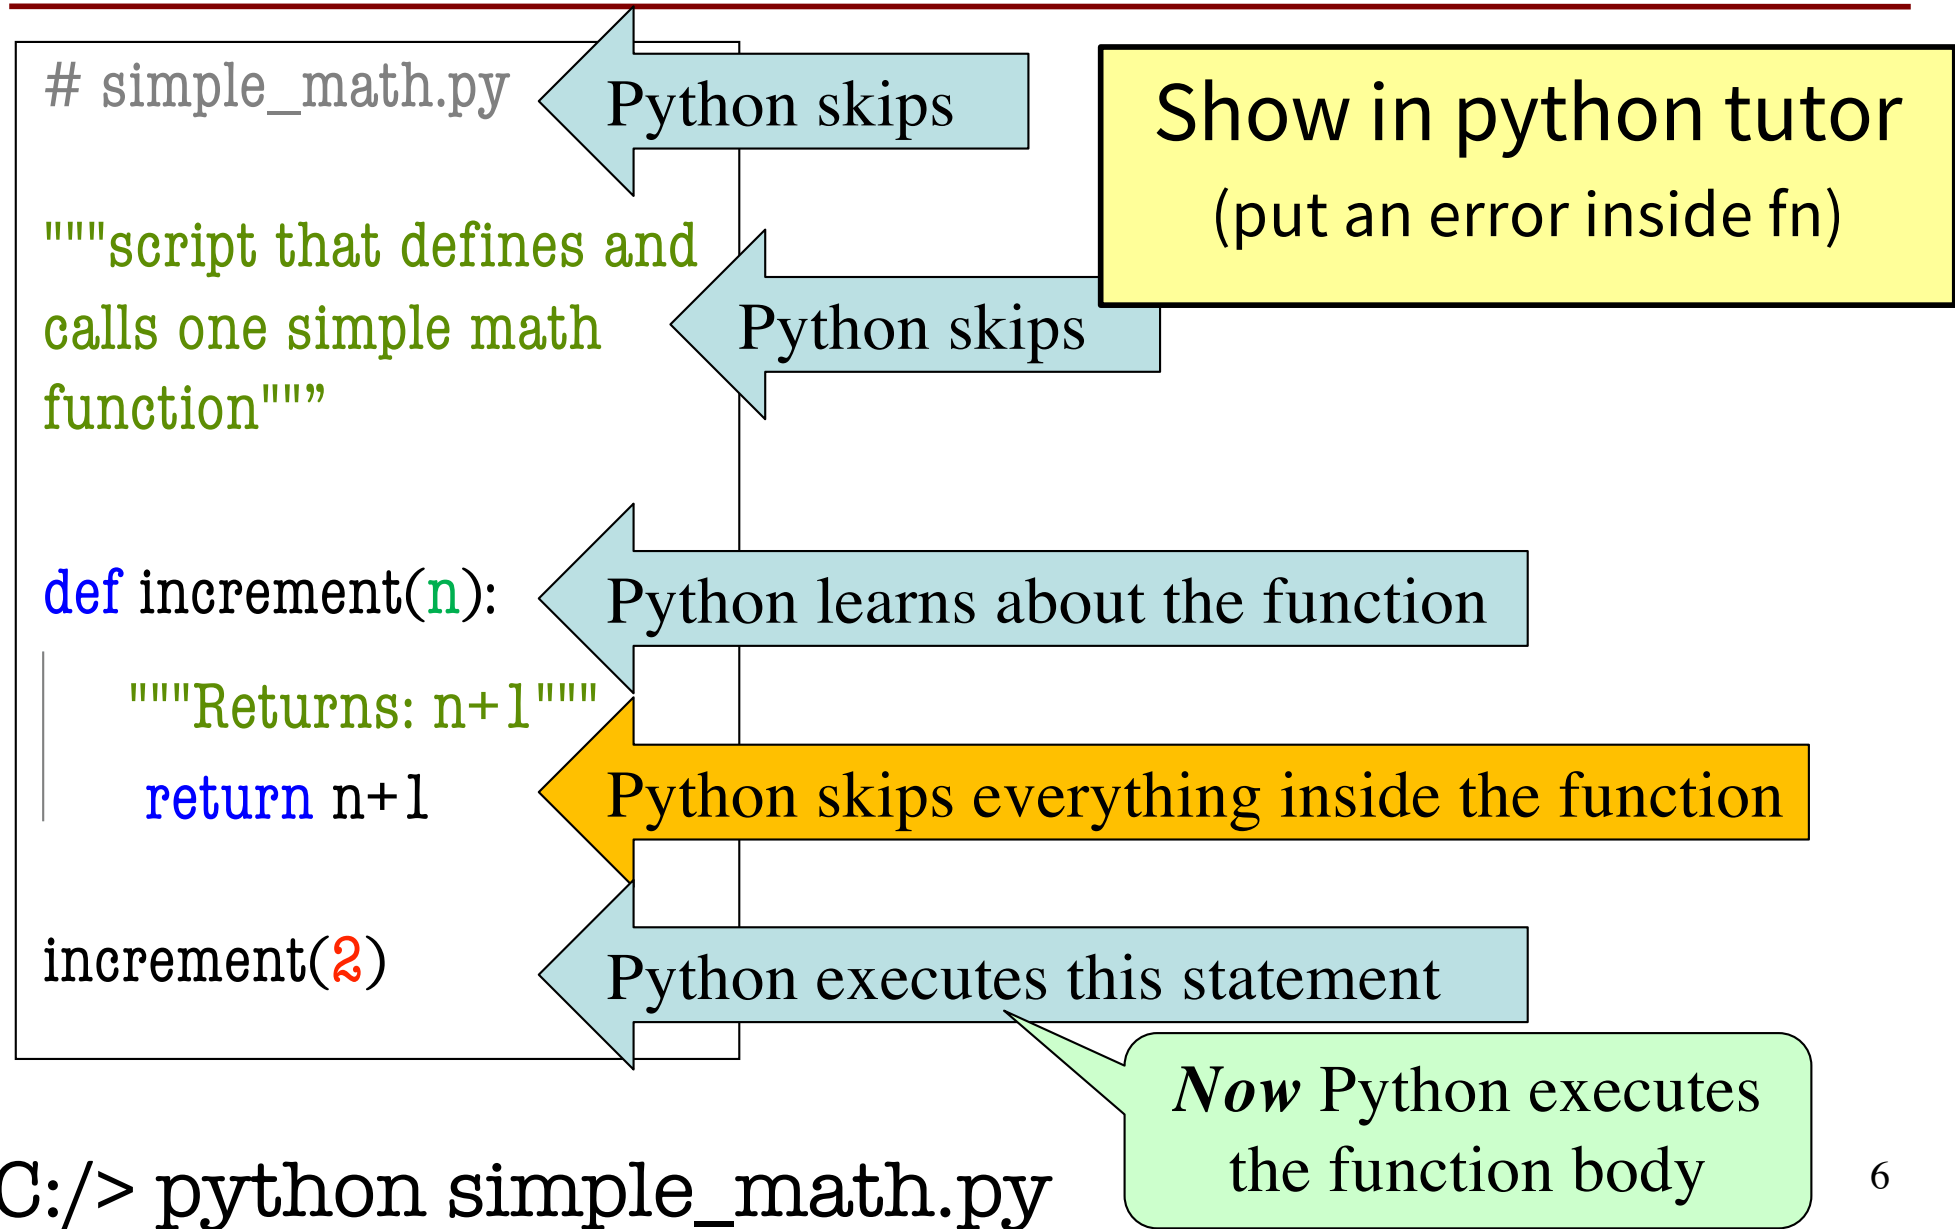 # simple_math.py
Python skips
Show in python tutor
(put an error inside fn)
"""script that defines and
calls one simple math
function""”
Python skips
def increment(n):
Python learns about the function
"""Returns: n+1"""
return n+1
Python skips everything inside the function
increment(2)
Python executes this statement
Now Python executes
the function body
C:/> python simple_math.py
6